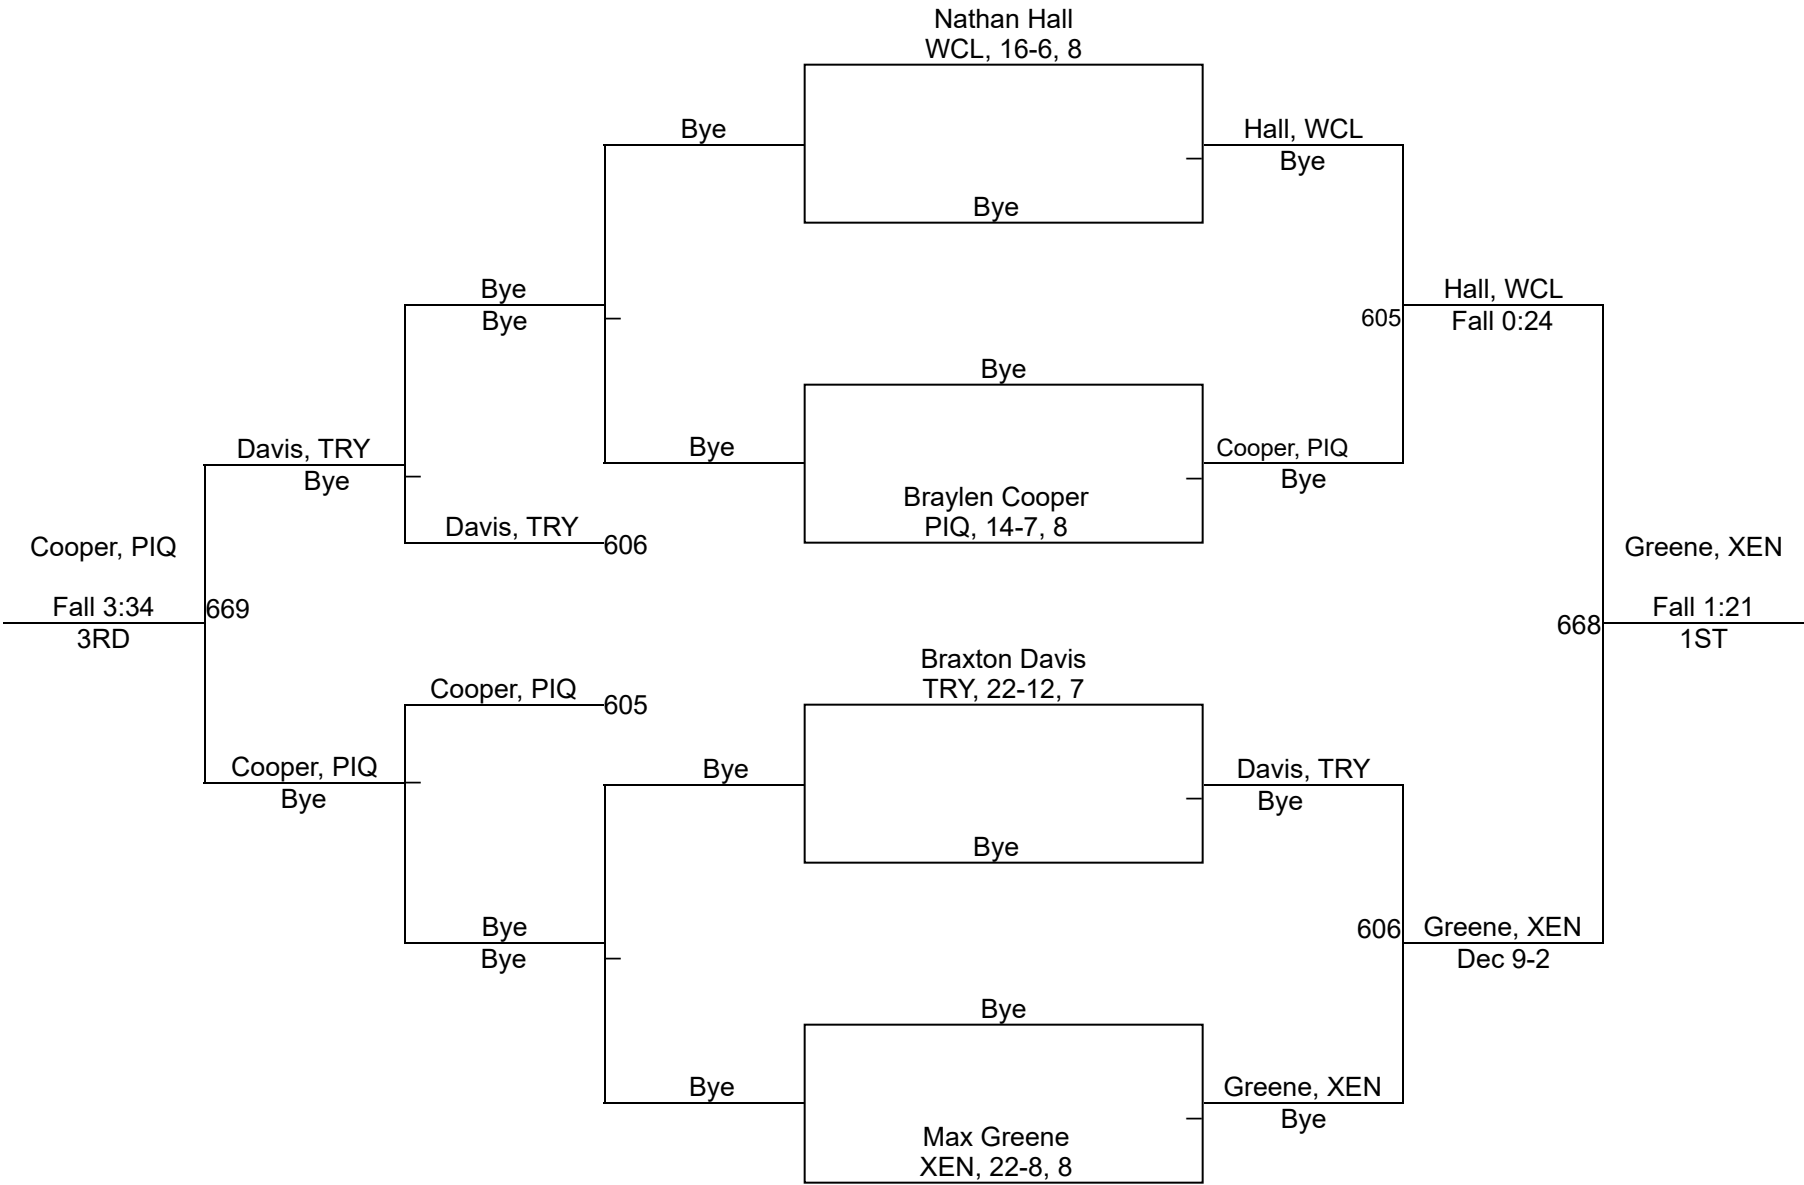 Nathan Hall
WCL, 16-6, 8
Bye
Hall, WCL
Bye
Bye
Bye
Bye
Hall, WCL
605
Fall 0:24
Bye
Davis, TRY
Bye
Cooper, PIQ
Bye
Bye
Braylen Cooper
PIQ, 14-7, 8
Davis, TRY
606
Cooper, PIQ
Greene, XEN
Fall 3:34
669
3RD
Fall 1:21
668
1ST
Braxton Davis
TRY, 22-12, 7
Cooper, PIQ
605
Cooper, PIQ
Bye
Bye
Davis, TRY
Bye
Bye
Bye
Bye
606
Greene, XEN
Dec 9-2
Bye
Bye
Greene, XEN
Bye
Max Greene
XEN, 22-8, 8